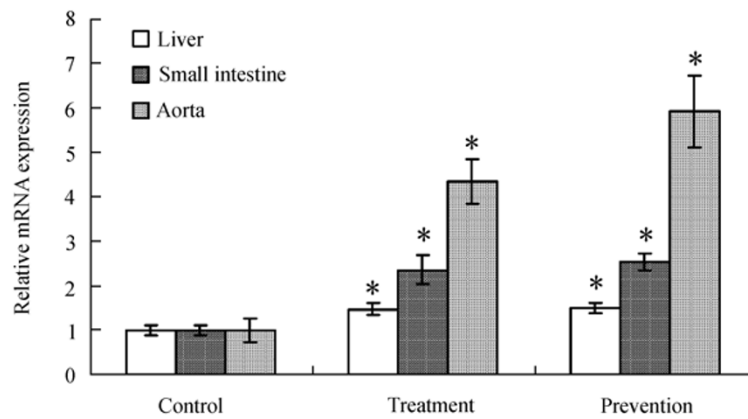 8
7
6
5
4
3
2
1
0
Relative mRNA expression
Liver
Small intestine
Aorta
* * *
* * *
Control Treatment Prevention